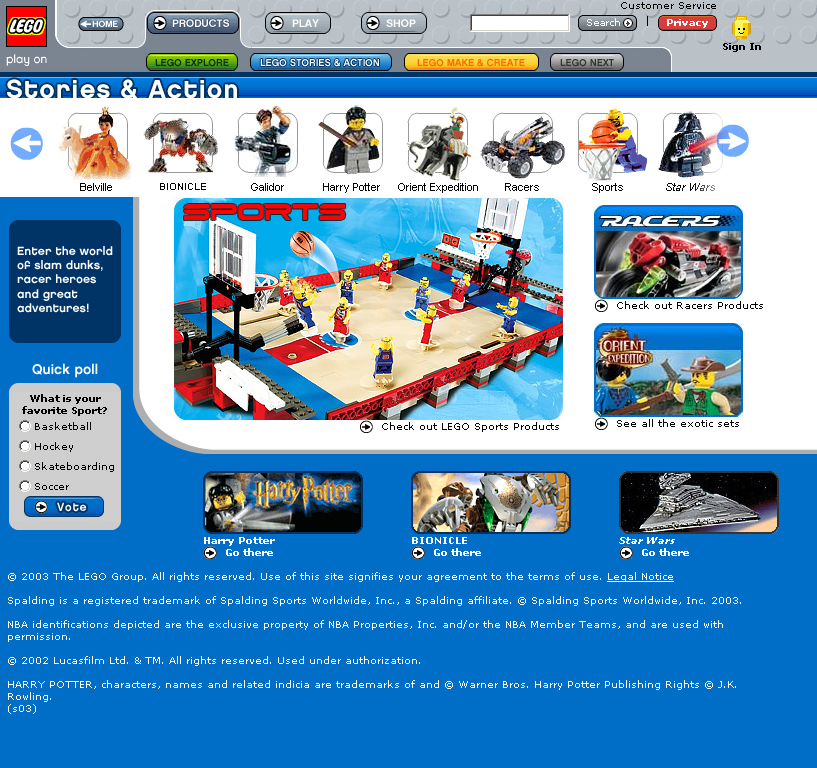 Customer Service
LEGO
HOME
PRODUCTS
PLAY
SHOP
Search
|
Privacy
Sign In
play on
LEGO EXPLORE
LEGO STORIES & ACTION
LEGO MAKE & CREATE
LEGO NEXT
Stories & Action
Belville
BIONICLE
Galidor
Harry Potter
Orient Expedition
Racers
Sports
Star Wars
Enter the world
of slam dunks,
racer heroes
and great
adventures!
SPORTS
Check out LEGO Sports Products
RACERS
Check out Racers Products
ORIENT
EXPEDITION
See all the exotic sets
Quick poll
What is your
favorite Sport?
Basketball
Hockey
Skateboarding
Soccer
Vote
Harry Potter
Harry Potter
Go there
BIONICLE
Go there
Star Wars
Go there
© 2003 The LEGO Group. All rights reserved. Use of this site signifies your agreement to the terms of use. Legal Notice
Spalding is a registered trademark of Spalding Sports Worldwide, Inc., a Spalding affiliate. © Spalding Sports Worldwide, Inc. 2003.
NBA identifications depicted are the exclusive property of NBA Properties, Inc. and/or the NBA Member Teams, and are used with
permission.
© 2002 Lucasfilm Ltd. & TM. All rights reserved. Used under authorization.
HARRY POTTER, characters, names and related indicia are trademarks of and © Warner Bros. Harry Potter Publishing Rights © J.K.
Rowling.
(s03)